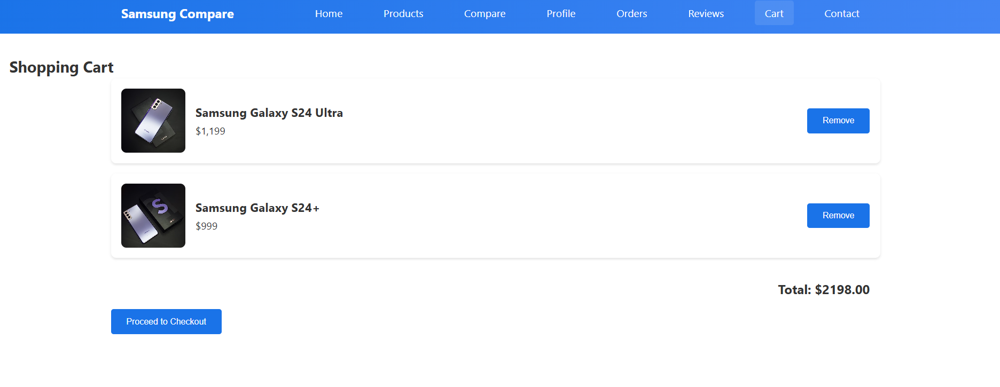 Samsung Compare
Home
Products
Compare
Profile
Orders
Reviews
Cart
Contact
Shopping Cart
Samsung Galaxy S24 Ultra
$1,199
Remove
S
Samsung Galaxy S24+
$999
Remove
Total: $2198.00
Proceed to Checkout